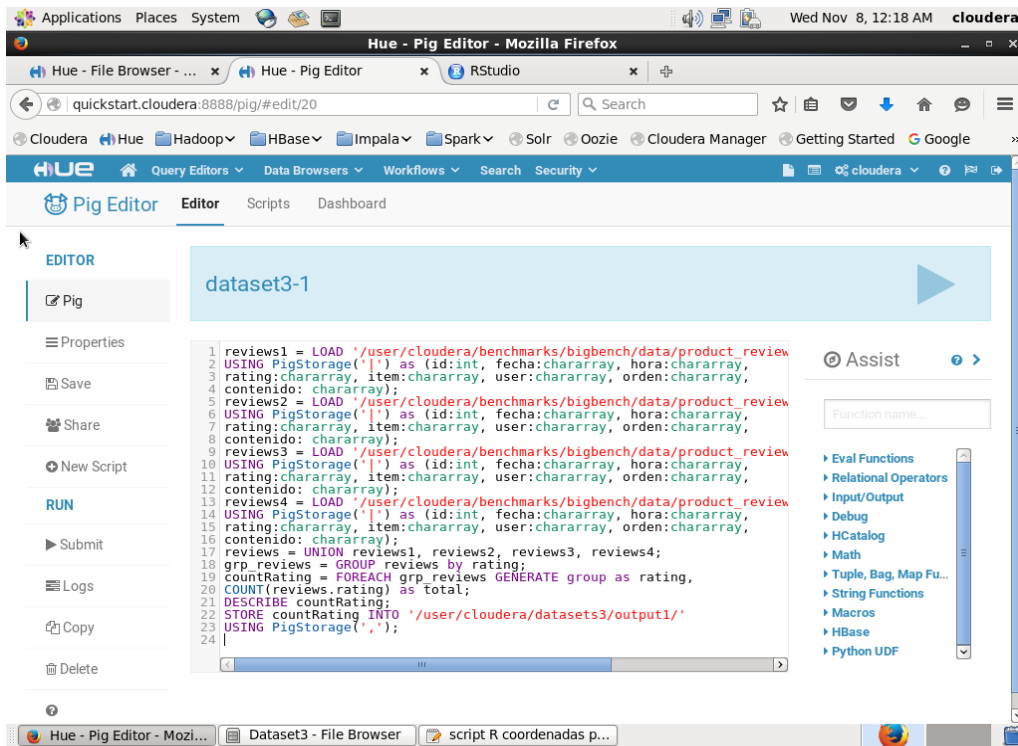 Applications Places System Wed Nov 8, 12:18 AM cloudera
Hue - Pig Editor - Mozilla Firefox
Hue - File Browser - ... Hue - Pig Editor RStudio
quickstart.cloudera:8888/pig/#edit/20 Search
Cloudera Hue Hadoop HBase Impala Spark Solr Oozie Cloudera Manager Getting Started Google
HUE Query Editors Data Browsers Workflows Search Security cloudera
Pig Editor Editor Scripts Dashboard
EDITOR
Pig
Properties
Save
Share
New Script
RUN
Submit
Logs
Copy
Delete
dataset3-1
1 reviews1 = LOAD '/user/cloudera/benchmarks/bigbench/data/product_review
2 USING PigStorage('|') as (id:int, fecha:chararray, hora:chararray,
3 rating:chararray, item:chararray, user:chararray, orden:chararray,
4 contenido: chararray);
5 reviews2 = LOAD '/user/cloudera/benchmarks/bigbench/data/product_review
6 USING PigStorage('|') as (id:int, fecha:chararray, hora:chararray,
7 rating:chararray, item:chararray, user:chararray, orden:chararray,
8 contenido: chararray);
9 reviews3 = LOAD '/user/cloudera/benchmarks/bigbench/data/product_review
10 USING PigStorage('|') as (id:int, fecha:chararray, hora:chararray,
11 rating:chararray, item:chararray, user:chararray, orden:chararray,
12 contenido: chararray);
13 reviews4 = LOAD '/user/cloudera/benchmarks/bigbench/data/product_review
14 USING PigStorage('|') as (id:int, fecha:chararray, hora:chararray,
15 rating:chararray, item:chararray, user:chararray, orden:chararray,
16 contenido: chararray);
17 reviews = UNION reviews1, reviews2, reviews3, reviews4;
18 grp_reviews = GROUP reviews by rating;
19 countRating = FOREACH grp_reviews GENERATE group as rating,
20 COUNT(reviews.rating) as total;
21 DESCRIBE countRating;
22 STORE countRating INTO '/user/cloudera/datasets3/output1/'
23 USING PigStorage(',');
24
Assist
Function name...
Eval Functions
Relational Operators
Input/Output
Debug
HCatalog
Math
Tuple, Bag, Map Fu...
String Functions
Macros
HBase
Python UDF
Hue - Pig Editor - Mozi... Dataset3 - File Browser script R coordenadas p...